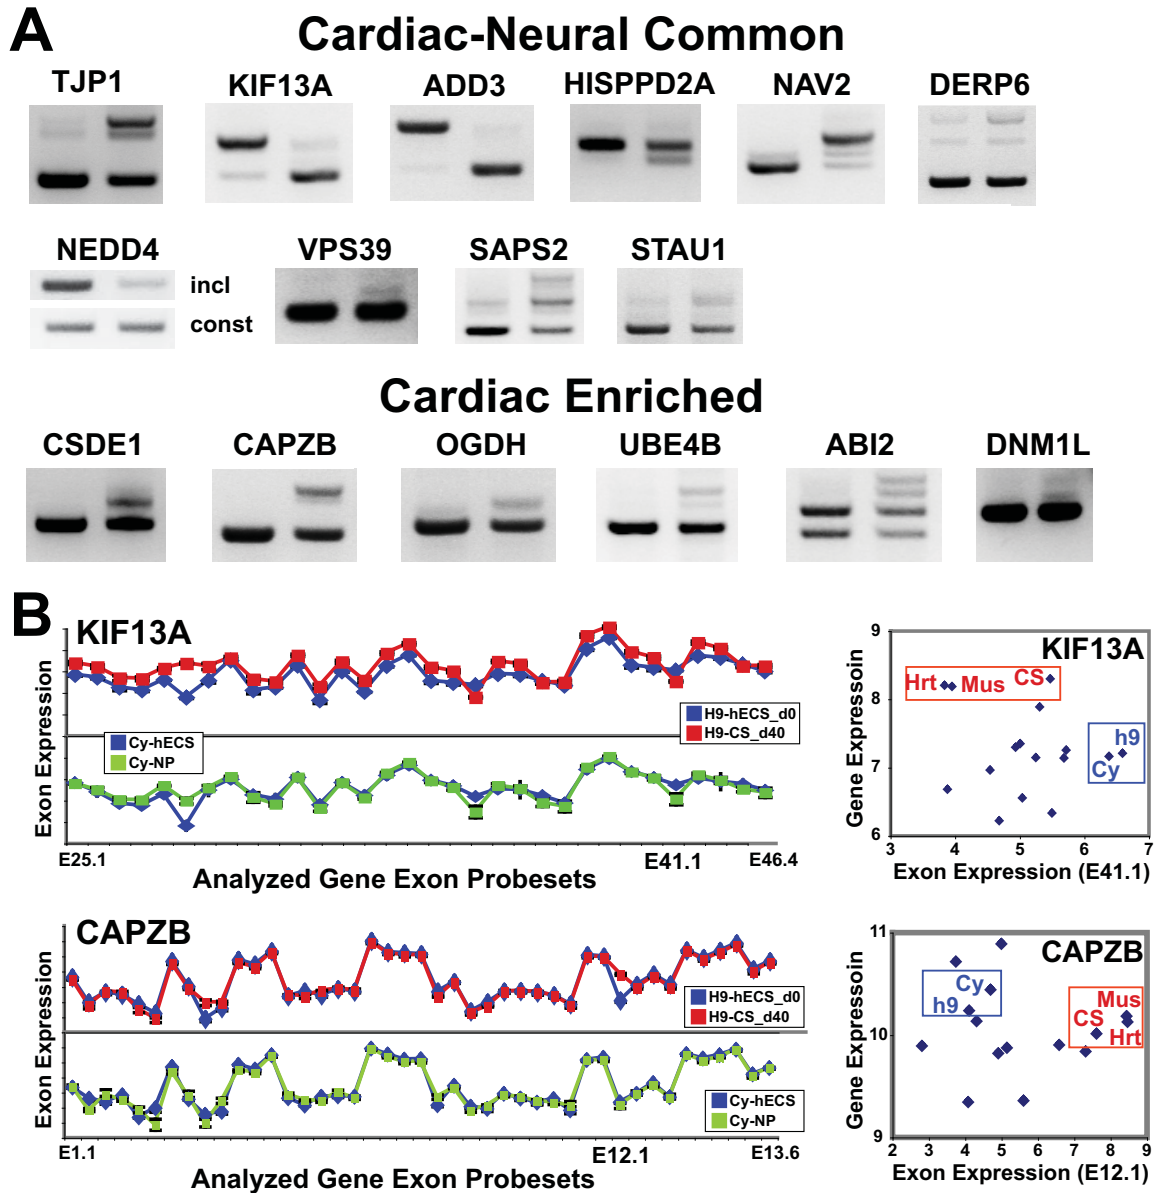 A
Cardiac-Neural Common
TJP1
KIF13A
ADD3
HISPPD2A
NAV2
DERP6
NEDD4
incl
const
VPS39
SAPS2
STAU1
Cardiac Enriched
CSDE1
CAPZB
OGDH
UBE4B
ABI2
DNM1L
B
KIF13A
Exon Expression
H9-hECS_d0
H9-CS_d40
Cy-hECS
Cy-NP
E25.1
E41.1
E46.4
Analyzed Gene Exon Probesets
KIF13A
Gene Expressoin
9
8
7
6
Hrt
Mus
CS
h9
Cy
3
4
5
6
7
Exon Expression (E41.1)
CAPZB
Exon Expression
H9-hECS_d0
H9-CS_d40
Cy-hECS
Cy-NP
E1.1
E12.1
E13.6
Analyzed Gene Exon Probesets
CAPZB
Gene Expressoin
11
10
9
Cy
h9
Mus
CS
Hrt
2
3
4
5
6
7
8
9
Exon Expression (E12.1)